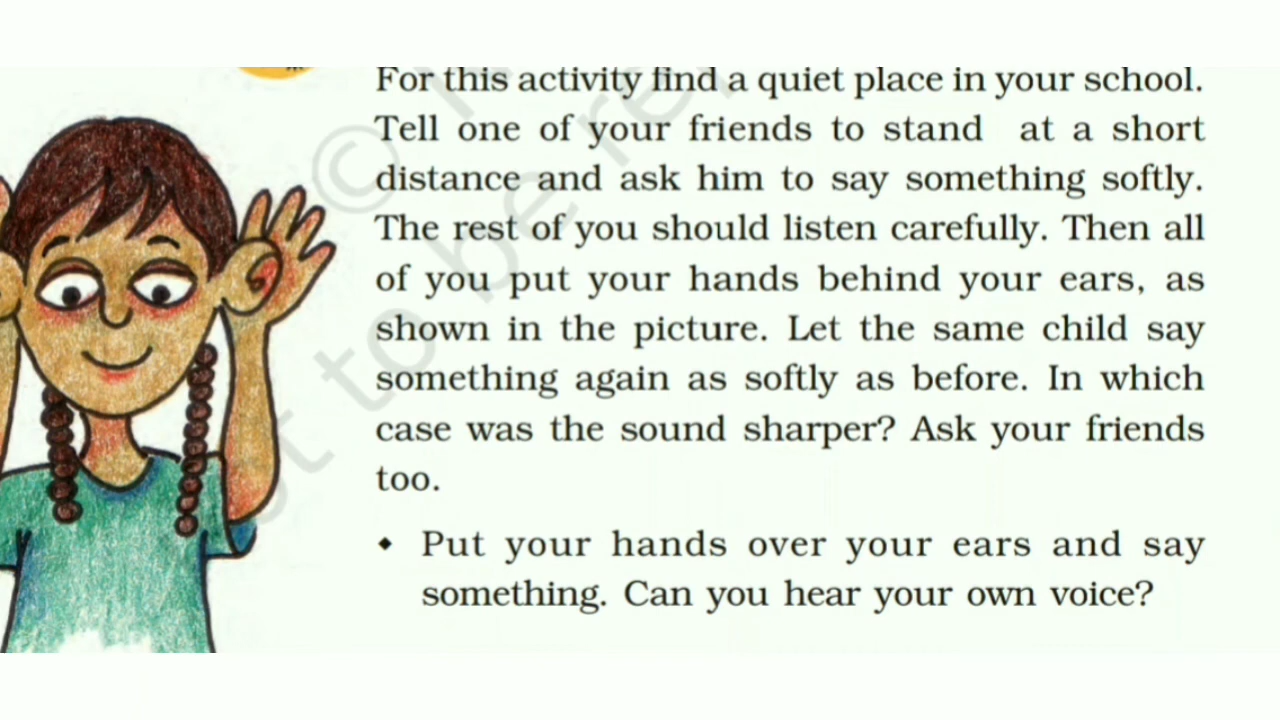 For this activity find a quiet place in your school.
Tell one of your friends to stand at a short
distance and ask him to say something softly.
The rest of you should listen carefully. Then all
of you put your hands behind your ears, as
shown in the picture. Let the same child say
something again as softly as before. In which
case was the sound sharper? Ask your friends
too.
◆ Put your hands over your ears and say
something. Can you hear your own voice?